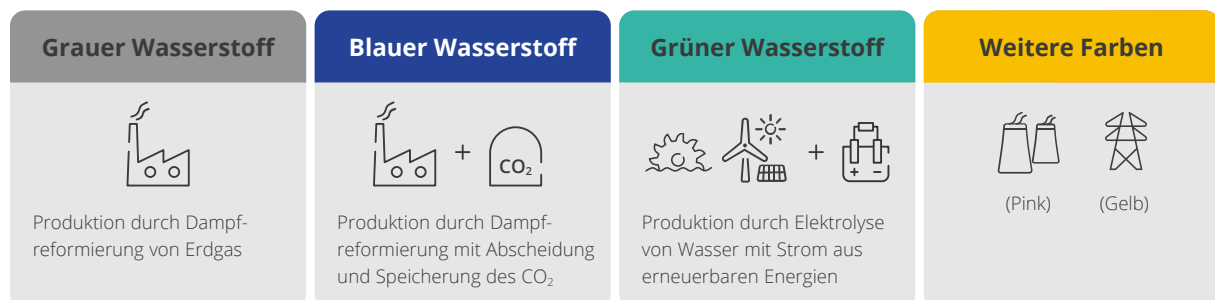 Grauer Wasserstoff
Produktion durch Dampf-
reformierung von Erdgas
Blauer Wasserstoff
+ CO₂
Produktion durch Dampf-
reformierung mit Abscheidung
und Speicherung des CO₂
Grüner Wasserstoff
+
+ -
Produktion durch Elektrolyse
von Wasser mit Strom aus
erneuerbaren Energien
Weitere Farben
(Pink) (Gelb)